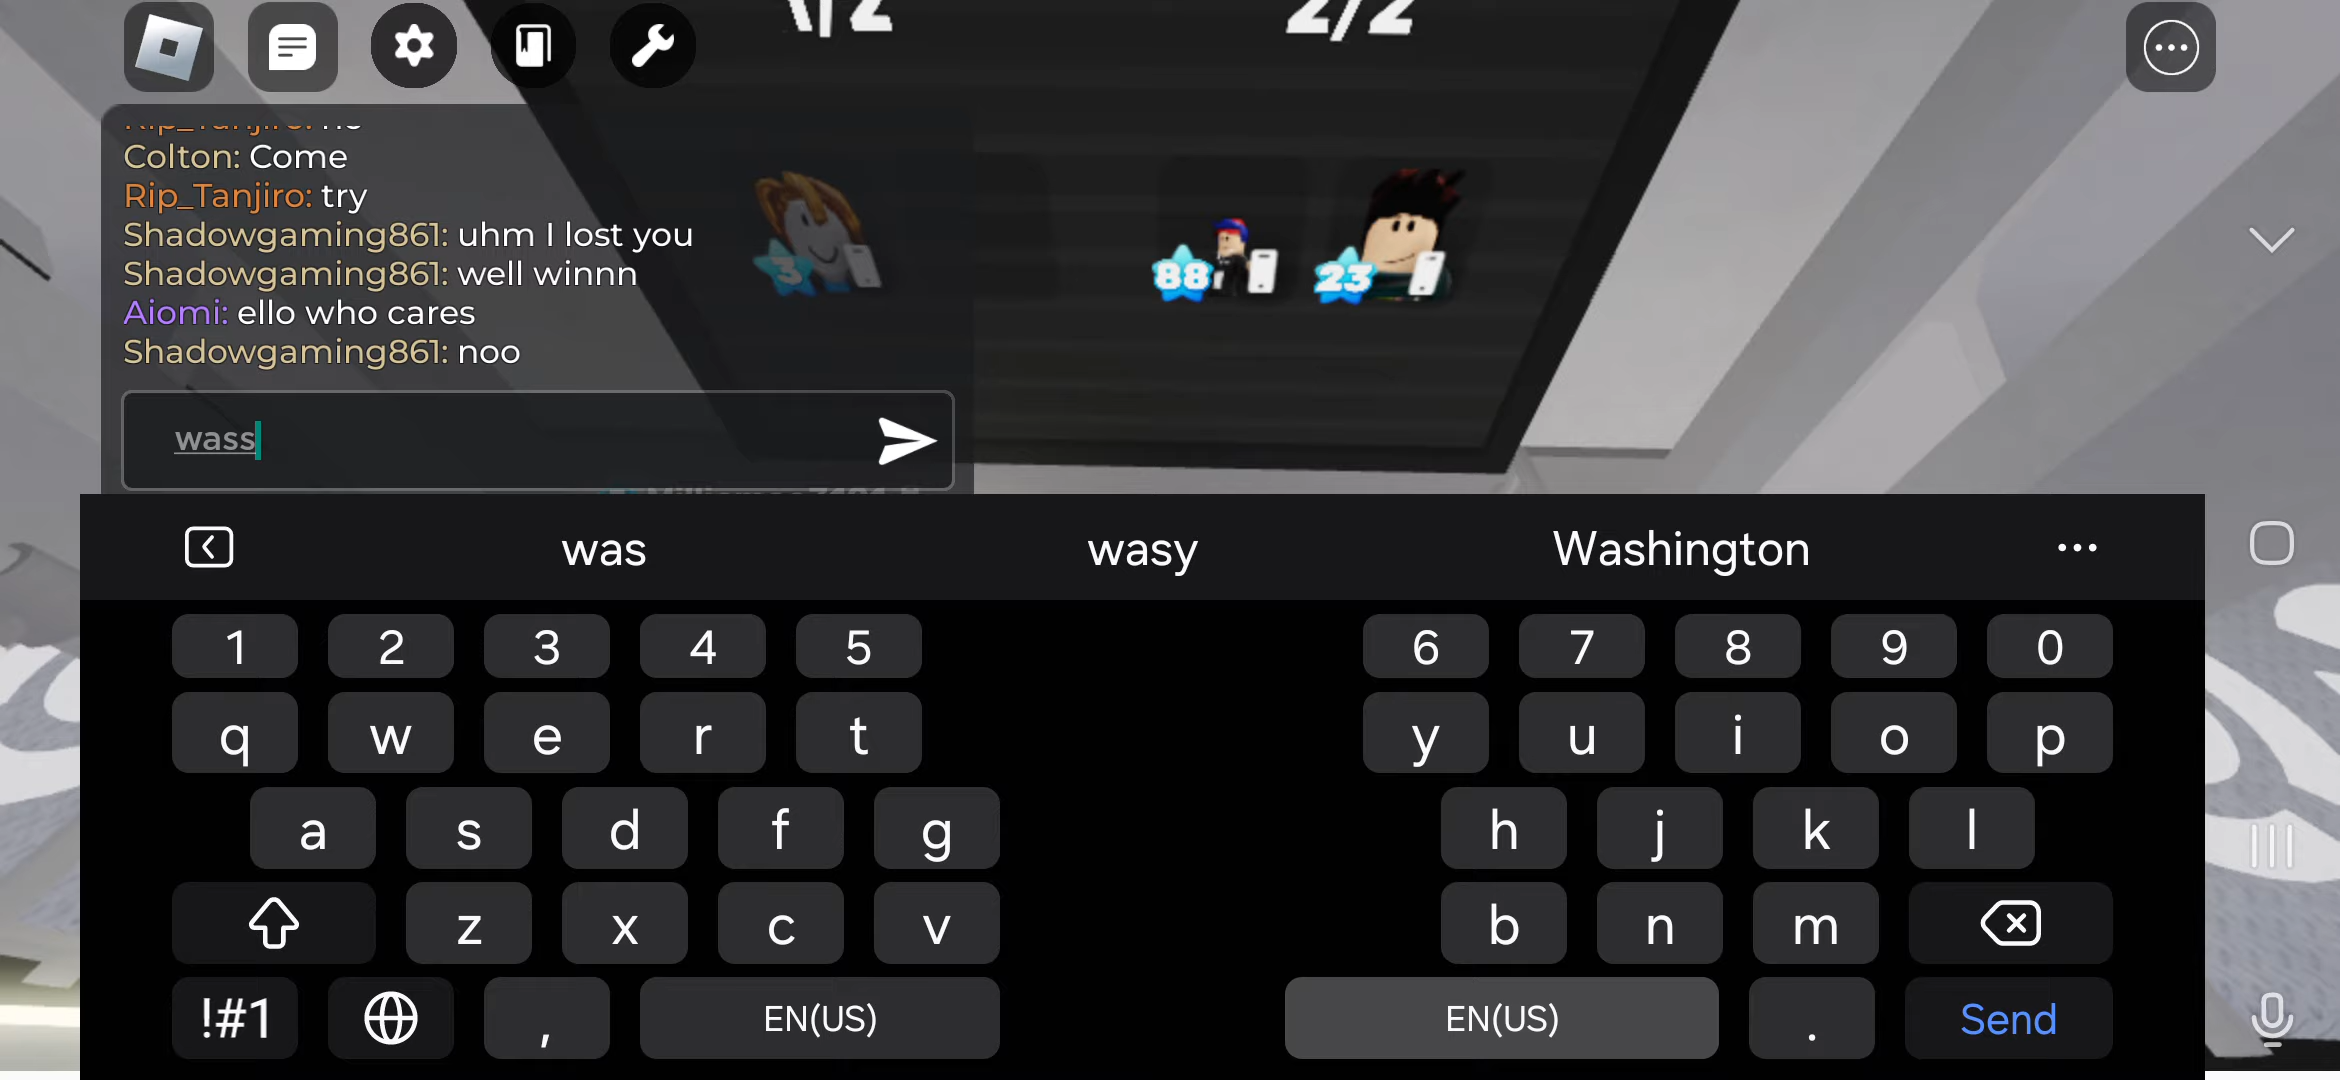 2/2
Colton: Come
Rip_Tanjiro: try
Shadowgaming861: uhm I lost you
Shadowgaming861: well winnn
Aiomi: ello who cares
Shadowgaming861: noo
3
88
23
wass
was wasy Washington
1 2 3 4 5 6 7 8 9 0
q w e r t y u i o p
a s d f g h j k l
z x c v b n m
!#1 , EN(US) EN(US) . Send